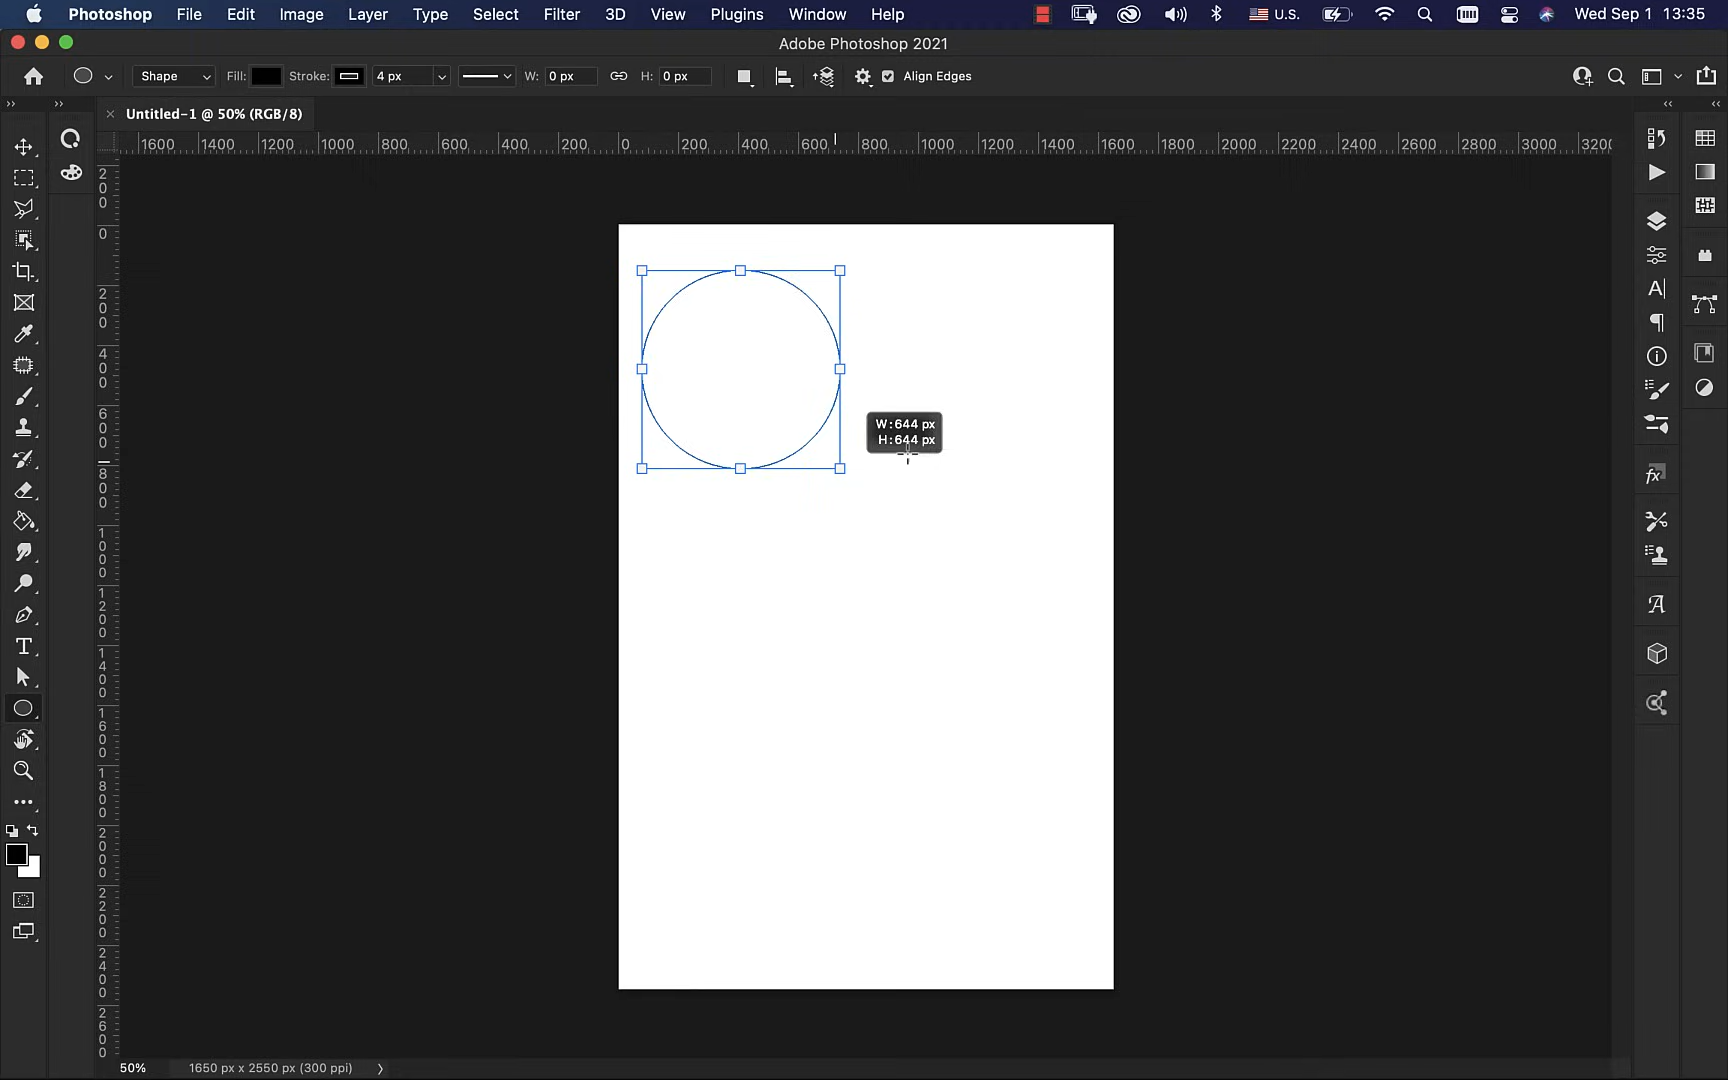 Photoshop File Edit Image Layer Type Select Filter 3D View Plugins Window Help U.S. Wed Sep 1 13:35
Adobe Photoshop 2021
Shape Fill: Stroke: 4 px W: 0 px H: 0 px Align Edges
× Untitled-1 @ 50% (RGB/8)
1600 1400 1200 1000 800 600 400 200 0 200 400 600 800 1000 1200 1400 1600 1800 2000 2200 2400 2600 2800 3000 3200
200
0
200
400
600
800
1000
1200
1400
1600
1800
2000
2200
2400
2600
W: 644 px
H: 644 px
50% 1650 px x 2550 px (300 ppi)